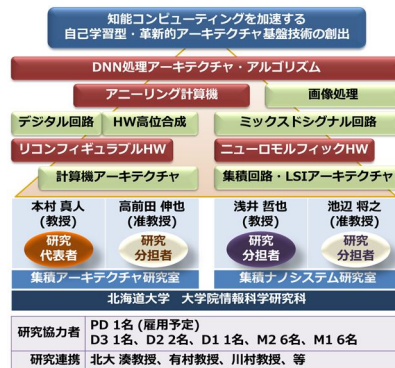 知能コンピューティングを加速する
自己学習型・革新的アーキテクチャ基盤技術の創出
DNN処理アーキテクチャ・アルゴリズム
アニーリング計算機
画像処理
デジタル回路
HW高位合成
ミックスドシグナル回路
リコンフィギュラブルHW
ニューロモルフィックHW
計算機アーキテクチャ
集積回路・LSIアーキテクチャ
本村 真人
(教授)
高前田 伸也
(准教授)
浅井 哲也
(教授)
池辺 将之
(准教授)
研究
代表者
研究
分担者
研究
分担者
研究
分担者
集積アーキテクチャ研究室
集積ナノシステム研究室
北海道大学 大学院情報科学研究科
研究協力者
PD 1名 (雇用予定)
D3 1名、D2 2名、D1 1名、M2 6名、M1 6名
研究連携
北大 湊教授、有村教授、川村教授、等